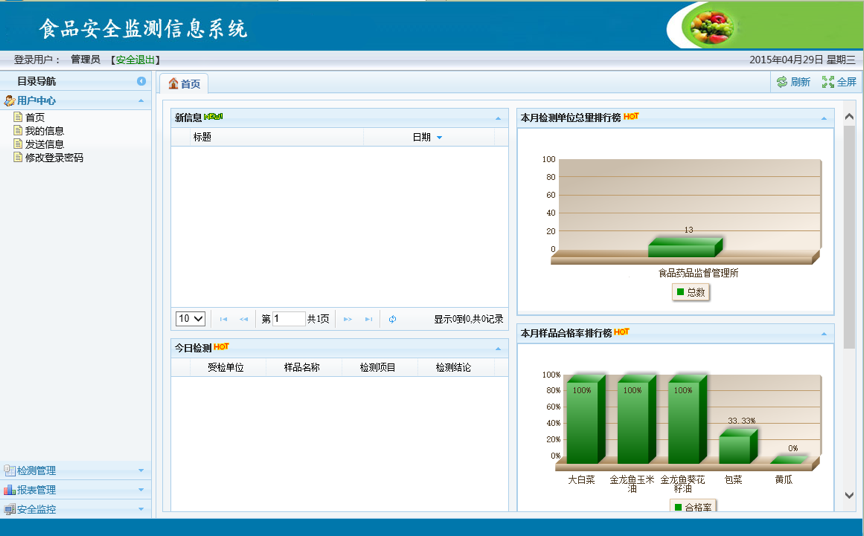 食品安全监测信息系统
登录用户： 管理员 【安全退出】
2015年04月29日 星期三
目录导航
用户中心
首页
我的信息
发送信息
修改登录密码
检测管理
报表管理
安全监控
首页
刷新 全屏
新信息 NEW!
标题 日期
10 第 1 共1页 显示0到0,共0记录
今日检测 HOT
受检单位 样品名称 检测项目 检测结论
本月检测单位总量排行榜 HOT
100
80
60
40
20
0
13
食品药品监督管理所
总数
本月样品合格率排行榜 HOT
100%
80%
60%
40%
20%
0%
100% 100% 100% 33.33% 0%
大白菜 金龙鱼玉米油 金龙鱼葵花籽油 包菜 黄瓜
合格率